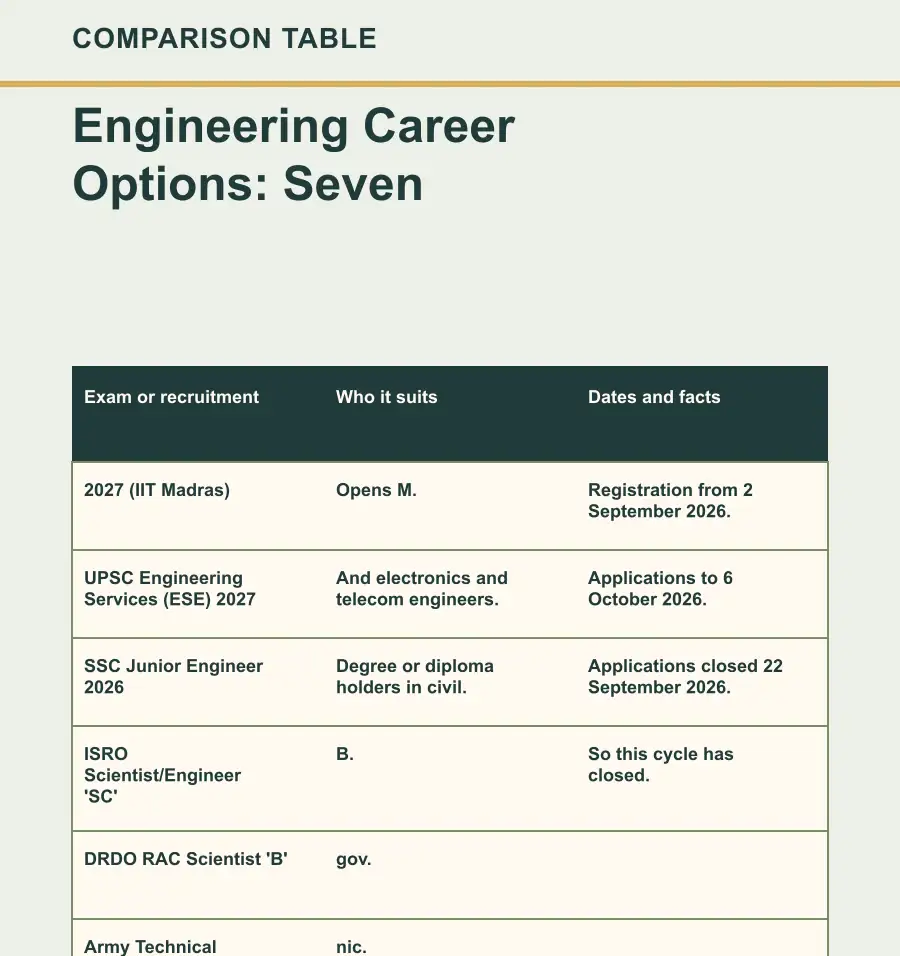 COMPARISON TABLE
Engineering Career
Options: Seven
Exam or recruitment
Who it suits
Dates and facts
2027 (IIT Madras)
Opens M.
Registration from 2
September 2026.
UPSC Engineering
Services (ESE) 2027
And electronics and
telecom engineers.
Applications to 6
October 2026.
SSC Junior Engineer
2026
Degree or diploma
holders in civil.
Applications closed 22
September 2026.
ISRO
Scientist/Engineer
'SC'
B.
So this cycle has
closed.
DRDO RAC Scientist 'B'
gov.
Army Technical
nic.